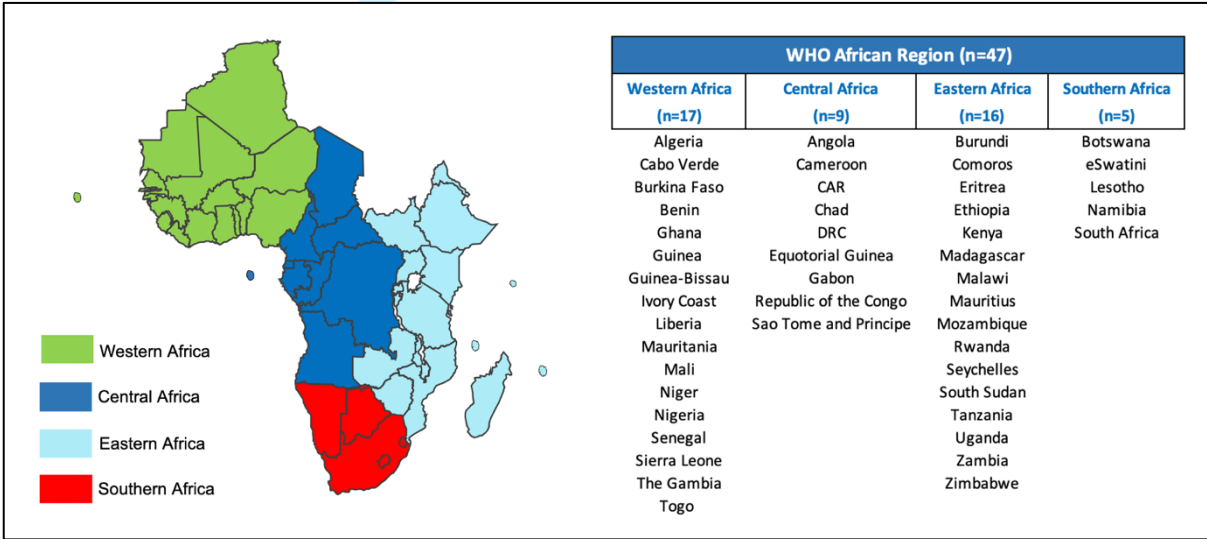 Western Africa
Central Africa
Eastern Africa
Southern Africa
WHO African Region (n=47)
Western Africa (n=17)
Algeria
Cabo Verde
Burkina Faso
Benin
Ghana
Guinea
Guinea-Bissau
Ivory Coast
Liberia
Mauritania
Mali
Niger
Nigeria
Senegal
Sierra Leone
The Gambia
Togo
Central Africa (n=9)
Angola
Cameroon
CAR
Chad
DRC
Equotorial Guinea
Gabon
Republic of the Congo
Sao Tome and Principe
Eastern Africa (n=16)
Burundi
Comoros
Eritrea
Ethiopia
Kenya
Madagascar
Malawi
Mauritius
Mozambique
Rwanda
Seychelles
South Sudan
Tanzania
Uganda
Zambia
Zimbabwe
Southern Africa (n=5)
Botswana
eSwatini
Lesotho
Namibia
South Africa